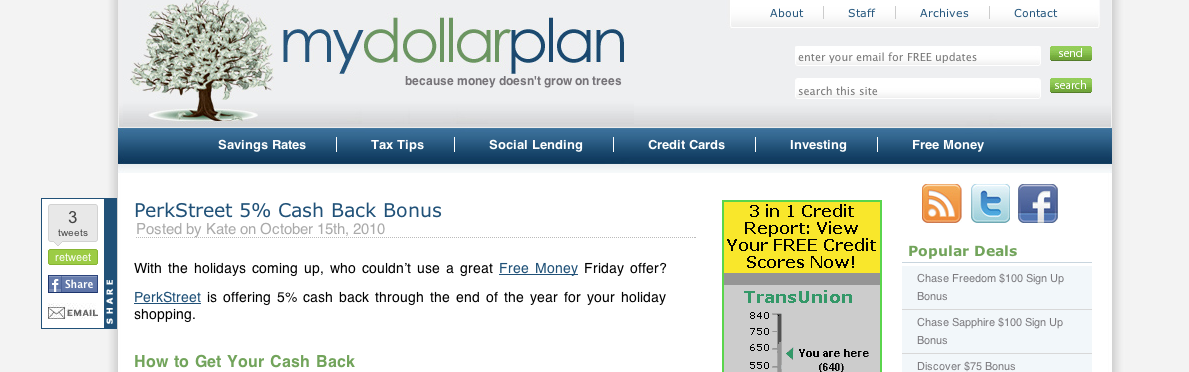 About
Staff
Archives
Contact
mydollarplan
because money doesn't grow on trees
enter your email for FREE updates
send
search this site
search
Savings Rates
Tax Tips
Social Lending
Credit Cards
Investing
Free Money
3
tweets
retweet
f Share
EMAIL
SHARE
PerkStreet 5% Cash Back Bonus
Posted by Kate on October 15th, 2010
With the holidays coming up, who couldn't use a great Free Money Friday offer?
PerkStreet is offering 5% cash back through the end of the year for your holiday
shopping.
How to Get Your Cash Back
3 in 1 Credit
Report: View
Your FREE Credit
Scores Now!
TransUnion
840
750
650
550
You are here
(640)
Popular Deals
Chase Freedom $100 Sign Up
Bonus
Chase Sapphire $100 Sign Up
Bonus
Discover $75 Bonus